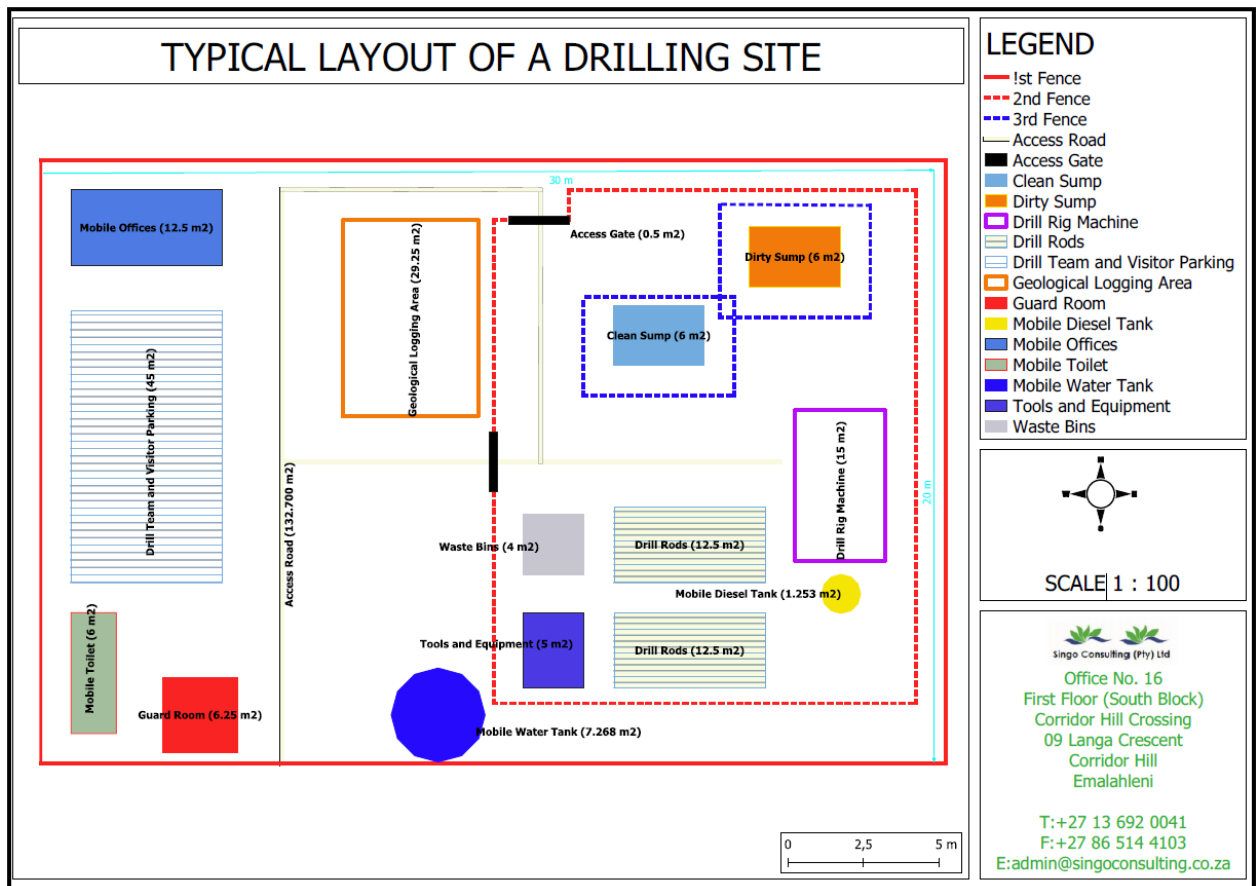 TYPICAL LAYOUT OF A DRILLING SITE
30 m
Mobile Offices (12.5 m2)
Access Gate (0.5 m2)
Geological Logging Area (29.25 m2)
Dirty Sump (6 m2)
Clean Sump (6 m2)
Drill Team and Visitor Parking (45 m2)
Access Road (132.700 m2)
Drill Rig Machine (15 m2)
20 m
Waste Bins (4 m2)
Drill Rods (12.5 m2)
Mobile Diesel Tank (1.253 m2)
Mobile Toilet (6 m2)
Tools and Equipment (5 m2)
Drill Rods (12.5 m2)
Guard Room (6.25 m2)
Mobile Water Tank (7.268 m2)
0 2,5 5 m
LEGEND
!st Fence
2nd Fence
3rd Fence
Access Road
Access Gate
Clean Sump
Dirty Sump
Drill Rig Machine
Drill Rods
Drill Team and Visitor Parking
Geological Logging Area
Guard Room
Mobile Diesel Tank
Mobile Offices
Mobile Toilet
Mobile Water Tank
Tools and Equipment
Waste Bins
SCALE 1 : 100
Singo Consulting (Pty) Ltd
Office No. 16
First Floor (South Block)
Corridor Hill Crossing
09 Langa Crescent
Corridor Hill
Emalahleni
T:+27 13 692 0041
F:+27 86 514 4103
E:admin@singoconsulting.co.za